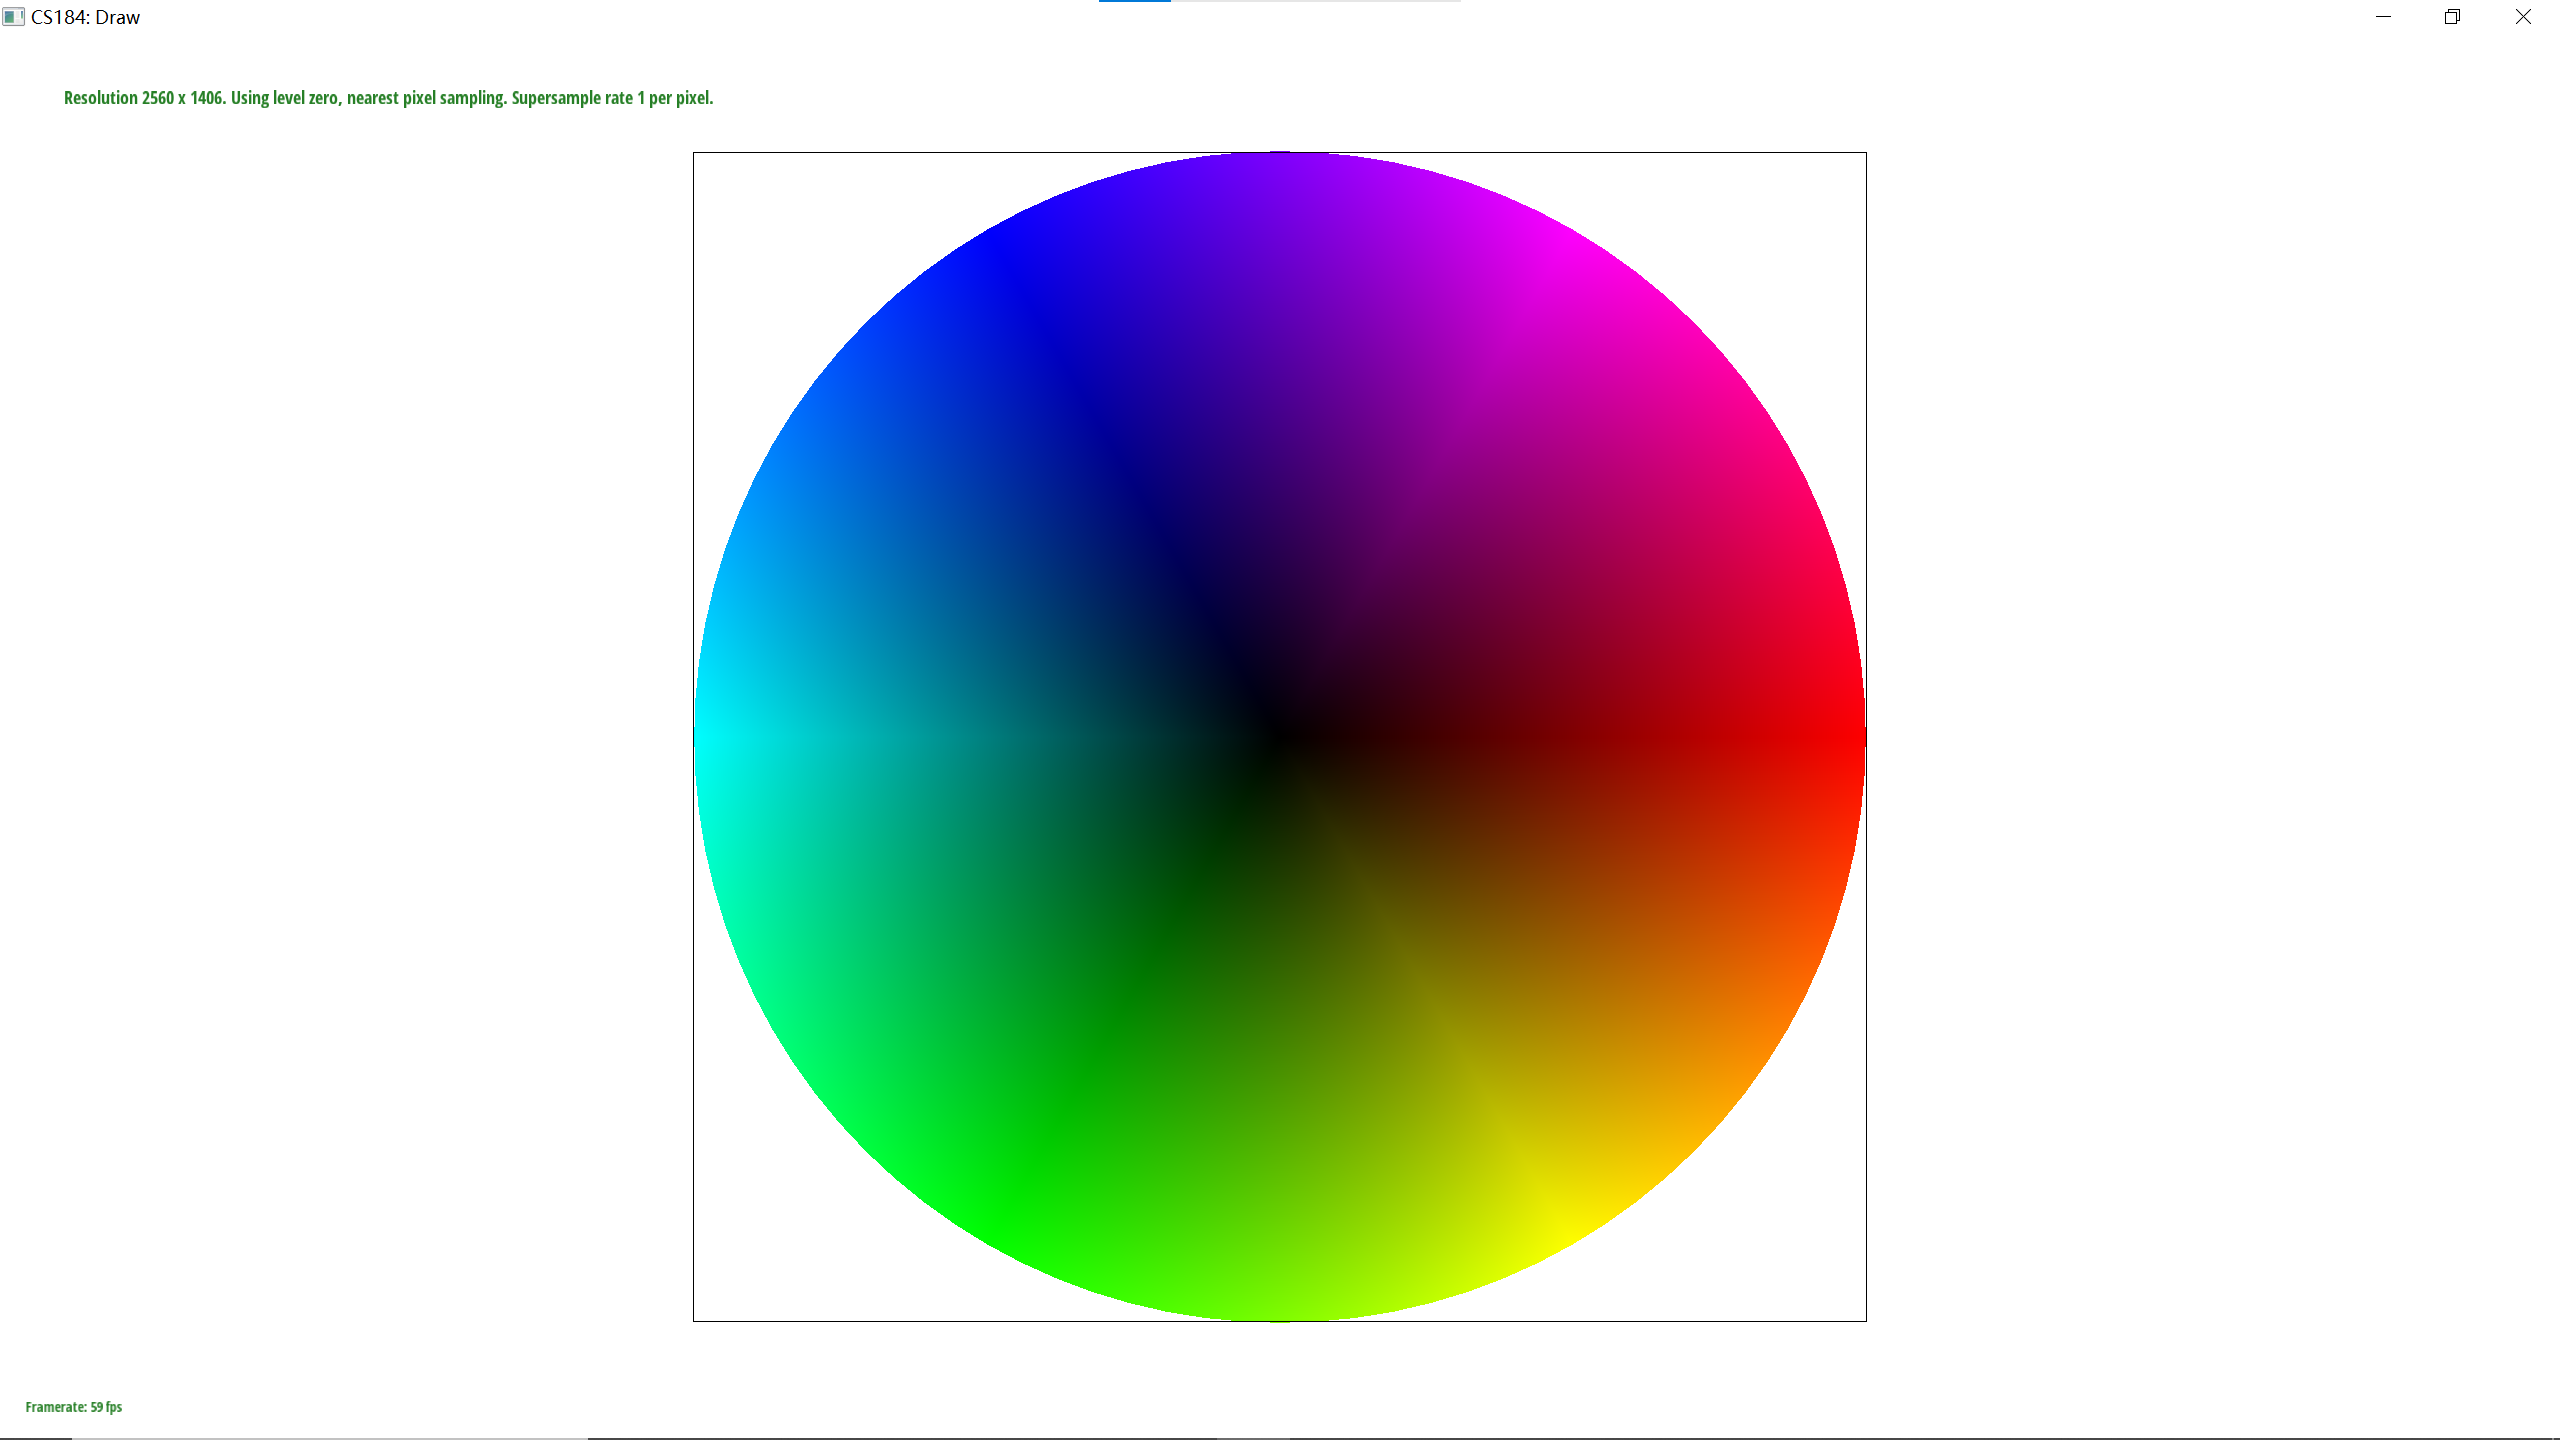 CS184: Draw
Resolution 2560 x 1406. Using level zero, nearest pixel sampling. Supersample rate 1 per pixel.
Framerate: 59 fps